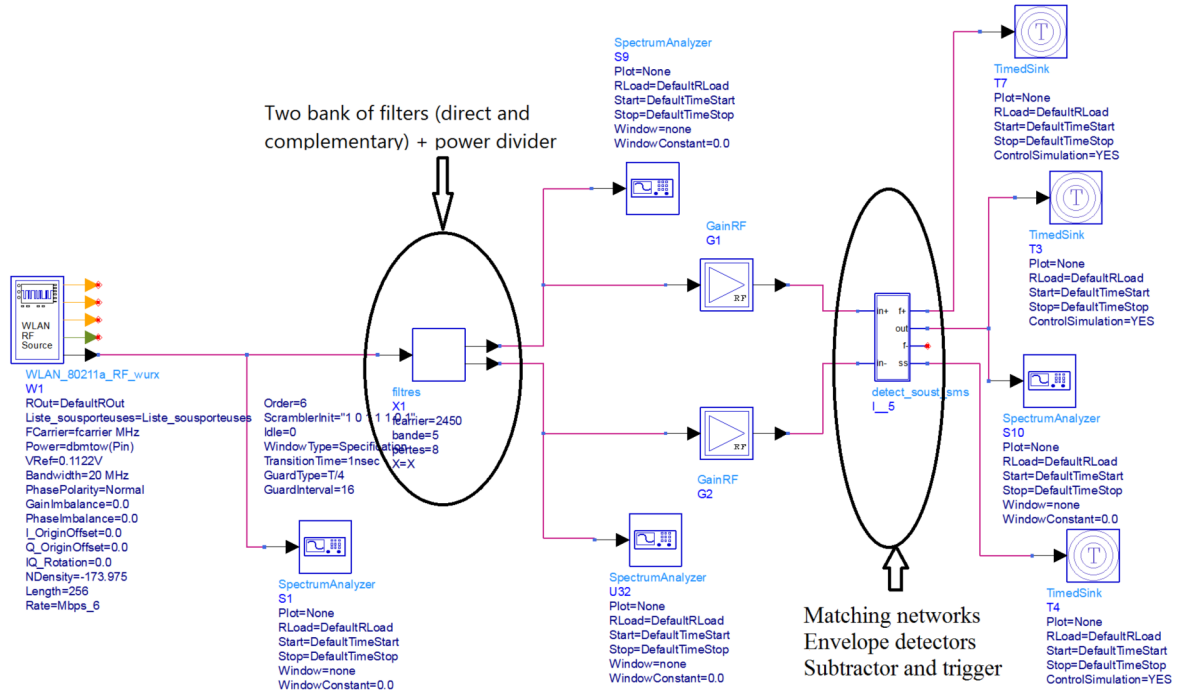 SpectrumAnalyzer
S9
Plot=None
RLoad=DefaultRLoad
Start=DefaultTimeStart
Stop=DefaultTimeStop
Window=none
WindowConstant=0.0
T
TimedSink
T7
Plot=None
RLoad=DefaultRLoad
Start=DefaultTimeStart
Stop=DefaultTimeStop
ControlSimulation=YES
Two bank of filters (direct and
complementary) + power divider
T
TimedSink
T3
Plot=None
RLoad=DefaultRLoad
Start=DefaultTimeStart
Stop=DefaultTimeStop
ControlSimulation=YES
GainRF
G1
RF
WLAN
RF
Source
WLAN_80211a_RF_wurx
W1
ROut=DefaultROut
Liste_sousporteuses=Liste_sousporteuses
FCarrier=fcarrier MHz
Power=dbmtow(Pin)
VRef=0.1122V
Bandwidth=20 MHz
PhasePolarity=Normal
GainImbalance=0.0
PhaseImbalance=0.0
I_OriginOffset=0.0
Q_OriginOffset=0.0
IQ_Rotation=0.0
NDensity=-173.975
Length=256
Rate=Mbps_6
Order=6
ScramblerInit="1 0 1 1 1 0 1"
Idle=0
WindowType=Specification
TransitionTime=1nsec
GuardType=T/4
GuardInterval=16
filtres
X1
fcarrier=2450
bande=5
pertes=8
X=X
in+ f+
out
f-
in- ss
detect_soust_sms
I__5
RF
GainRF
G2
SpectrumAnalyzer
S10
Plot=None
RLoad=DefaultRLoad
Start=DefaultTimeStart
Stop=DefaultTimeStop
Window=none
WindowConstant=0.0
SpectrumAnalyzer
S1
Plot=None
RLoad=DefaultRLoad
Start=DefaultTimeStart
Stop=DefaultTimeStop
Window=none
WindowConstant=0.0
SpectrumAnalyzer
U32
Plot=None
RLoad=DefaultRLoad
Start=DefaultTimeStart
Stop=DefaultTimeStop
Window=none
WindowConstant=0.0
Matching networks
Envelope detectors
Subtractor and trigger
T
TimedSink
T4
Plot=None
RLoad=DefaultRLoad
Start=DefaultTimeStart
Stop=DefaultTimeStop
ControlSimulation=YES